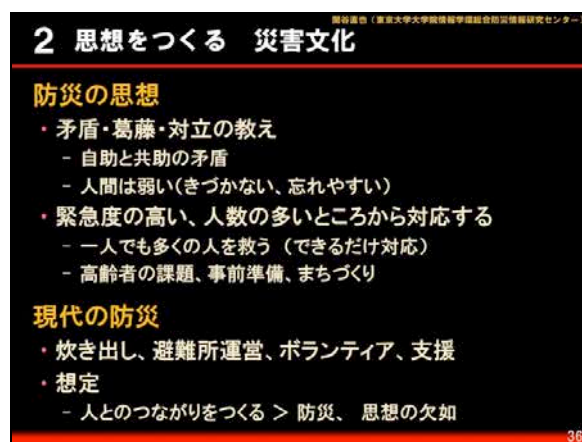 関谷直也（東京大学大学院情報学環総合防災情報研究センター）
2 思想をつくる 災害文化
防災の思想
・矛盾・葛藤・対立の教え
－自助と共助の矛盾
－人間は弱い（きづかない、忘れやすい）
・緊急度の高い、人数の多いところから対応する
－一人でも多くの人を救う（できるだけ対応）
－高齢者の課題、事前準備、まちづくり
現代の防災
・炊き出し、避難所運営、ボランティア、支援
・想定
－人とのつながりをつくる ＞ 防災、 思想の欠如
36